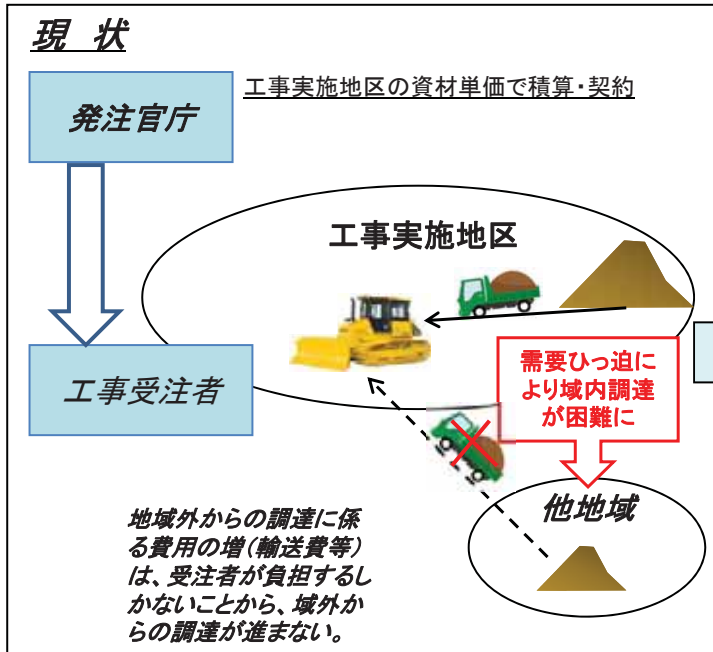 現 状
発注官庁
工事実施地区の資材単価で積算・契約
工事実施地区
工事受注者
需要ひっ迫に
より域内調達
が困難に
他地域
地域外からの調達に係
る費用の増(輸送費等)
は、受注者が負担するし
かないことから、域外か
らの調達が進まない。